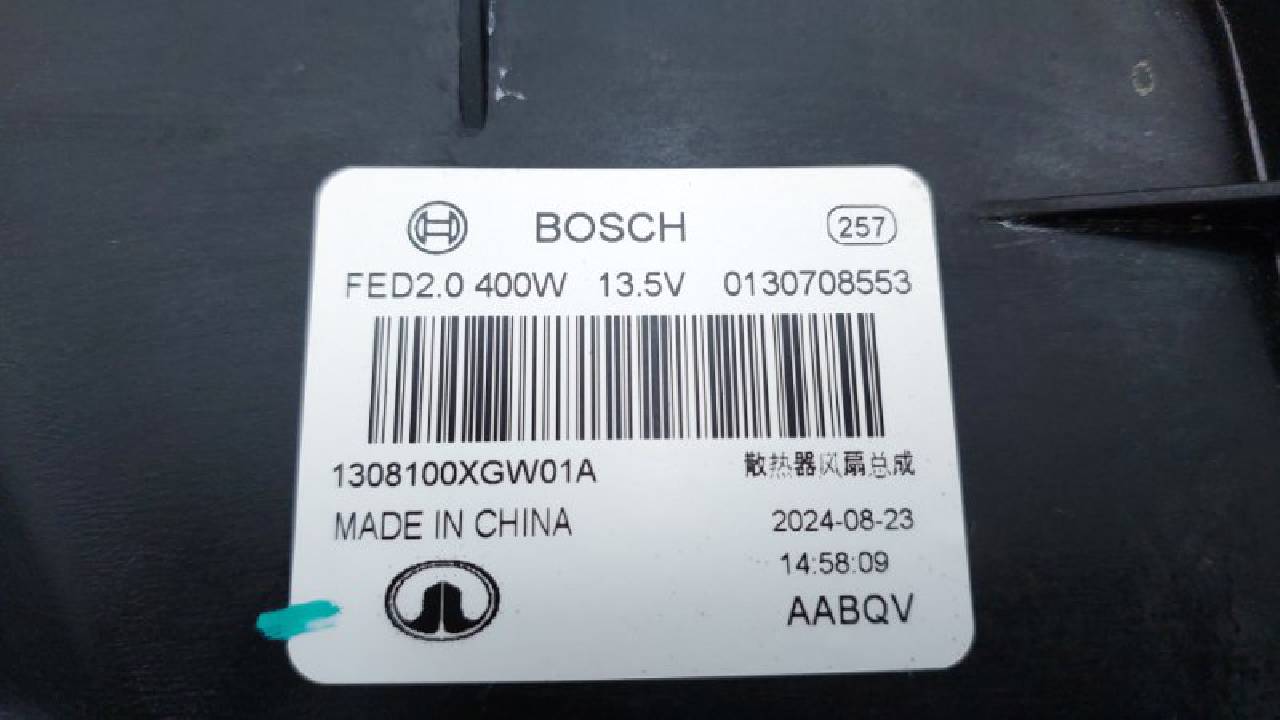 BOSCH 257
FED2.0 400W 13.5V 0130708553
1308100XGW01A 散热器风扇总成
MADE IN CHINA 2024-08-23
14:58:09
AABQV